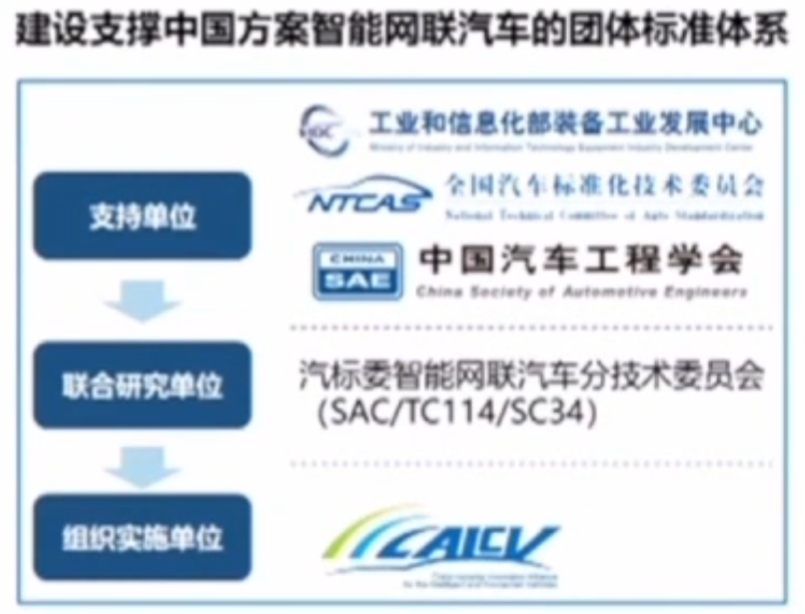 建设支撑中国方案智能网联汽车的团体标准体系
工业和信息化部装备工业发展中心
Ministry of Industry and Information Technology Equipment Industry Development Center
支持单位
NTCAS 全国汽车标准化技术委员会
National Technical Committee of Auto Standardization
CHINA
SAE
中国汽车工程学会
China Society of Automotive Engineers
联合研究单位
汽标委智能网联汽车分技术委员会
(SAC/TC114/SC34)
组织实施单位
CAICV